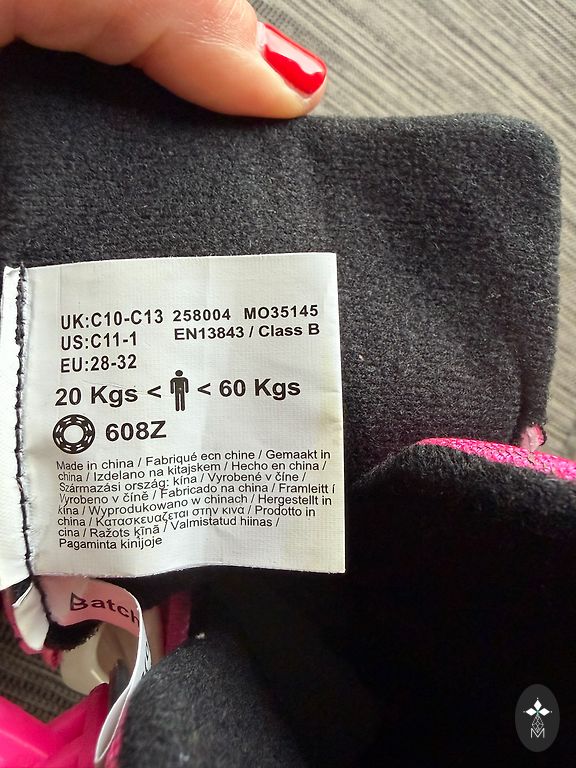 UK:C10-C13 258004 MO35145
US:C11-1 EN13843 / Class B
EU:28-32
20 Kgs < < 60 Kgs
608Z
Made in china / Fabriqué ecn chine / Gemaakt in
china / Izdelano na kitajskem / Hecho en china /
Származási ország: kína / Vyrobené v číne /
Vyrobeno v číně / Fabricado na china / Framleitt í
kína / Wyprodukowano w chinach / Hergestellt in
china / Κατασκευαζεται στην κινα / Prodotto in
cina / Ražots ķīnā / Valmistatud hiinas /
Pagaminta kinijoje
Batch
M